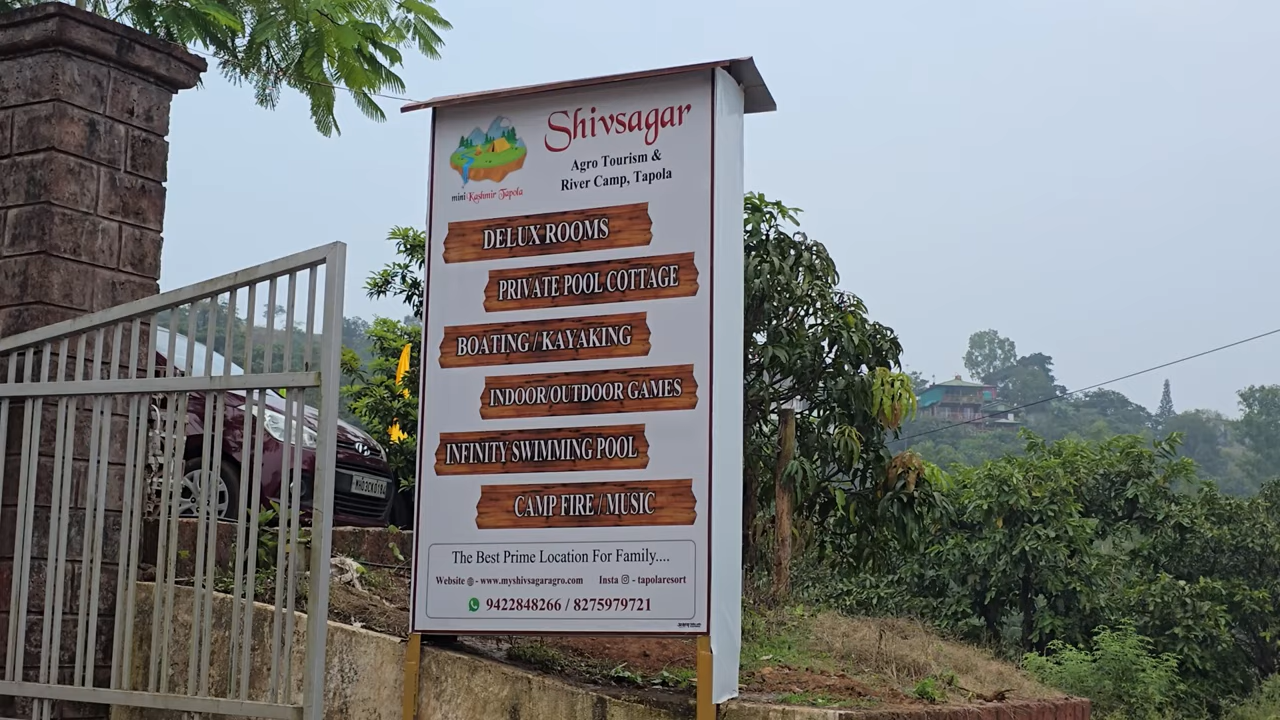 Shivsagar
Agro Tourism &
River Camp, Tapola
mini Kashmir Tapola
DELUX ROOMS
PRIVATE POOL COTTAGE
BOATING / KAYAKING
INDOOR/OUTDOOR GAMES
INFINITY SWIMMING POOL
CAMP FIRE / MUSIC
The Best Prime Location For Family....
Website - www.myshivsagaragro.com Insta - tapolaresort
9422848266 / 8275979721